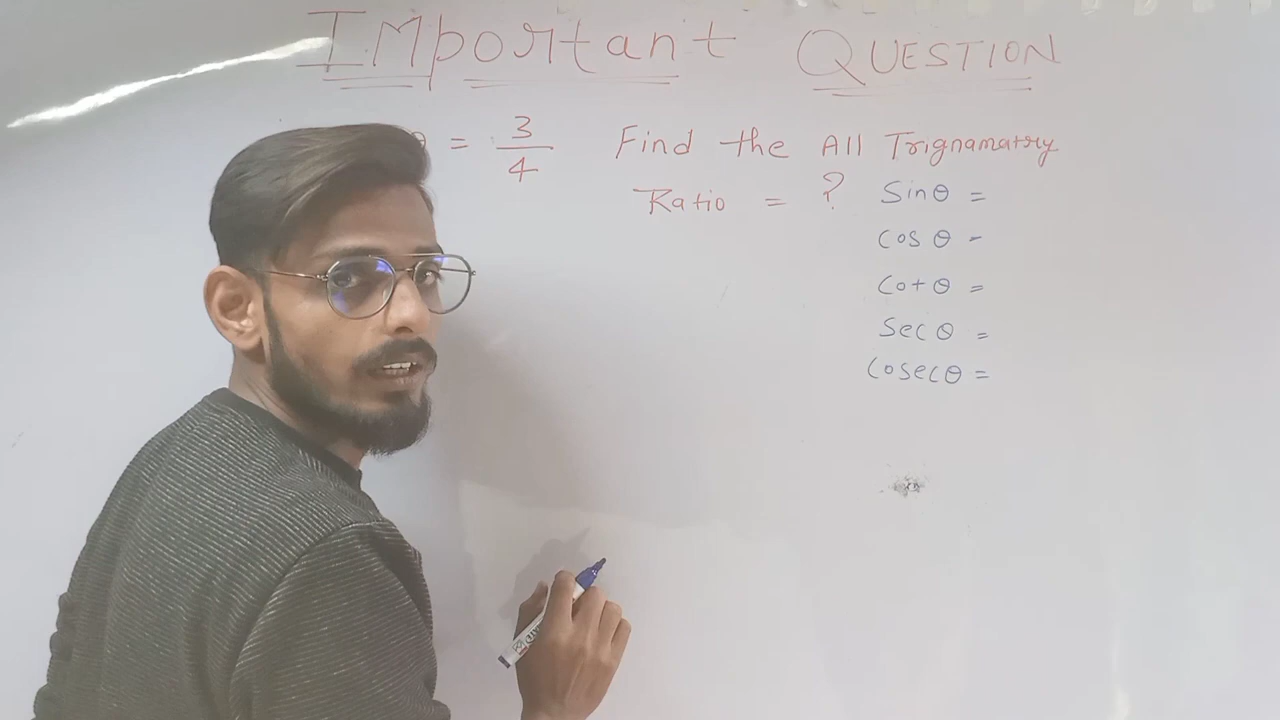 IMportant QUESTION
θ = 3/4 Find the All Trignamatry
Ratio = ?
Sinθ =
Cos θ -
Cot θ =
Sec θ =
Cosecθ =